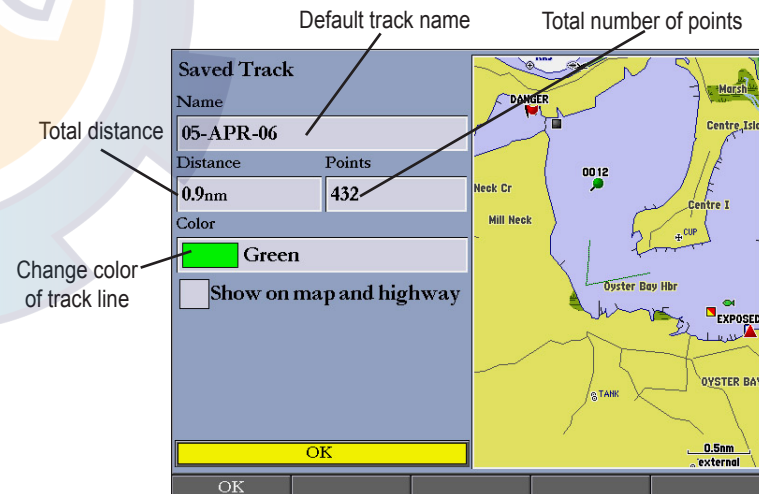 Default track name
Total number of points
Total distance
Change color
of track line
Saved Track
Name
05-APR-06
Distance Points
0.9nm 432
Color
Green
Show on map and highway
OK
OK
Marsh
DANGER
Centre Isl
0012
Neck Cr
Centre I
Mill Neck
CUP
Oyster Bay Hbr
EXPOSED
OYSTER BAY
TANK
0.5nm
external